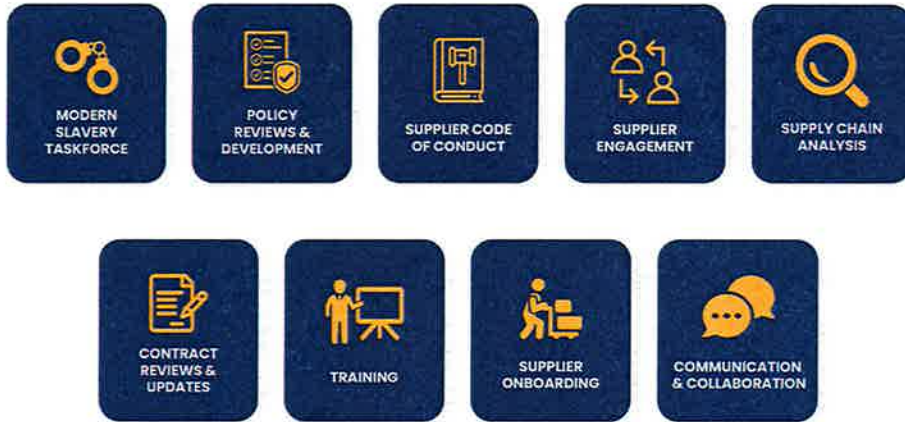 MODERN
SLAVERY
TASKFORCE
POLICY
REVIEWS &
DEVELOPMENT
SUPPLIER CODE
OF CONDUCT
SUPPLIER
ENGAGEMENT
SUPPLY CHAIN
ANALYSIS
CONTRACT
REVIEWS &
UPDATES
TRAINING
SUPPLIER
ONBOARDING
COMMUNICATION
& COLLABORATION